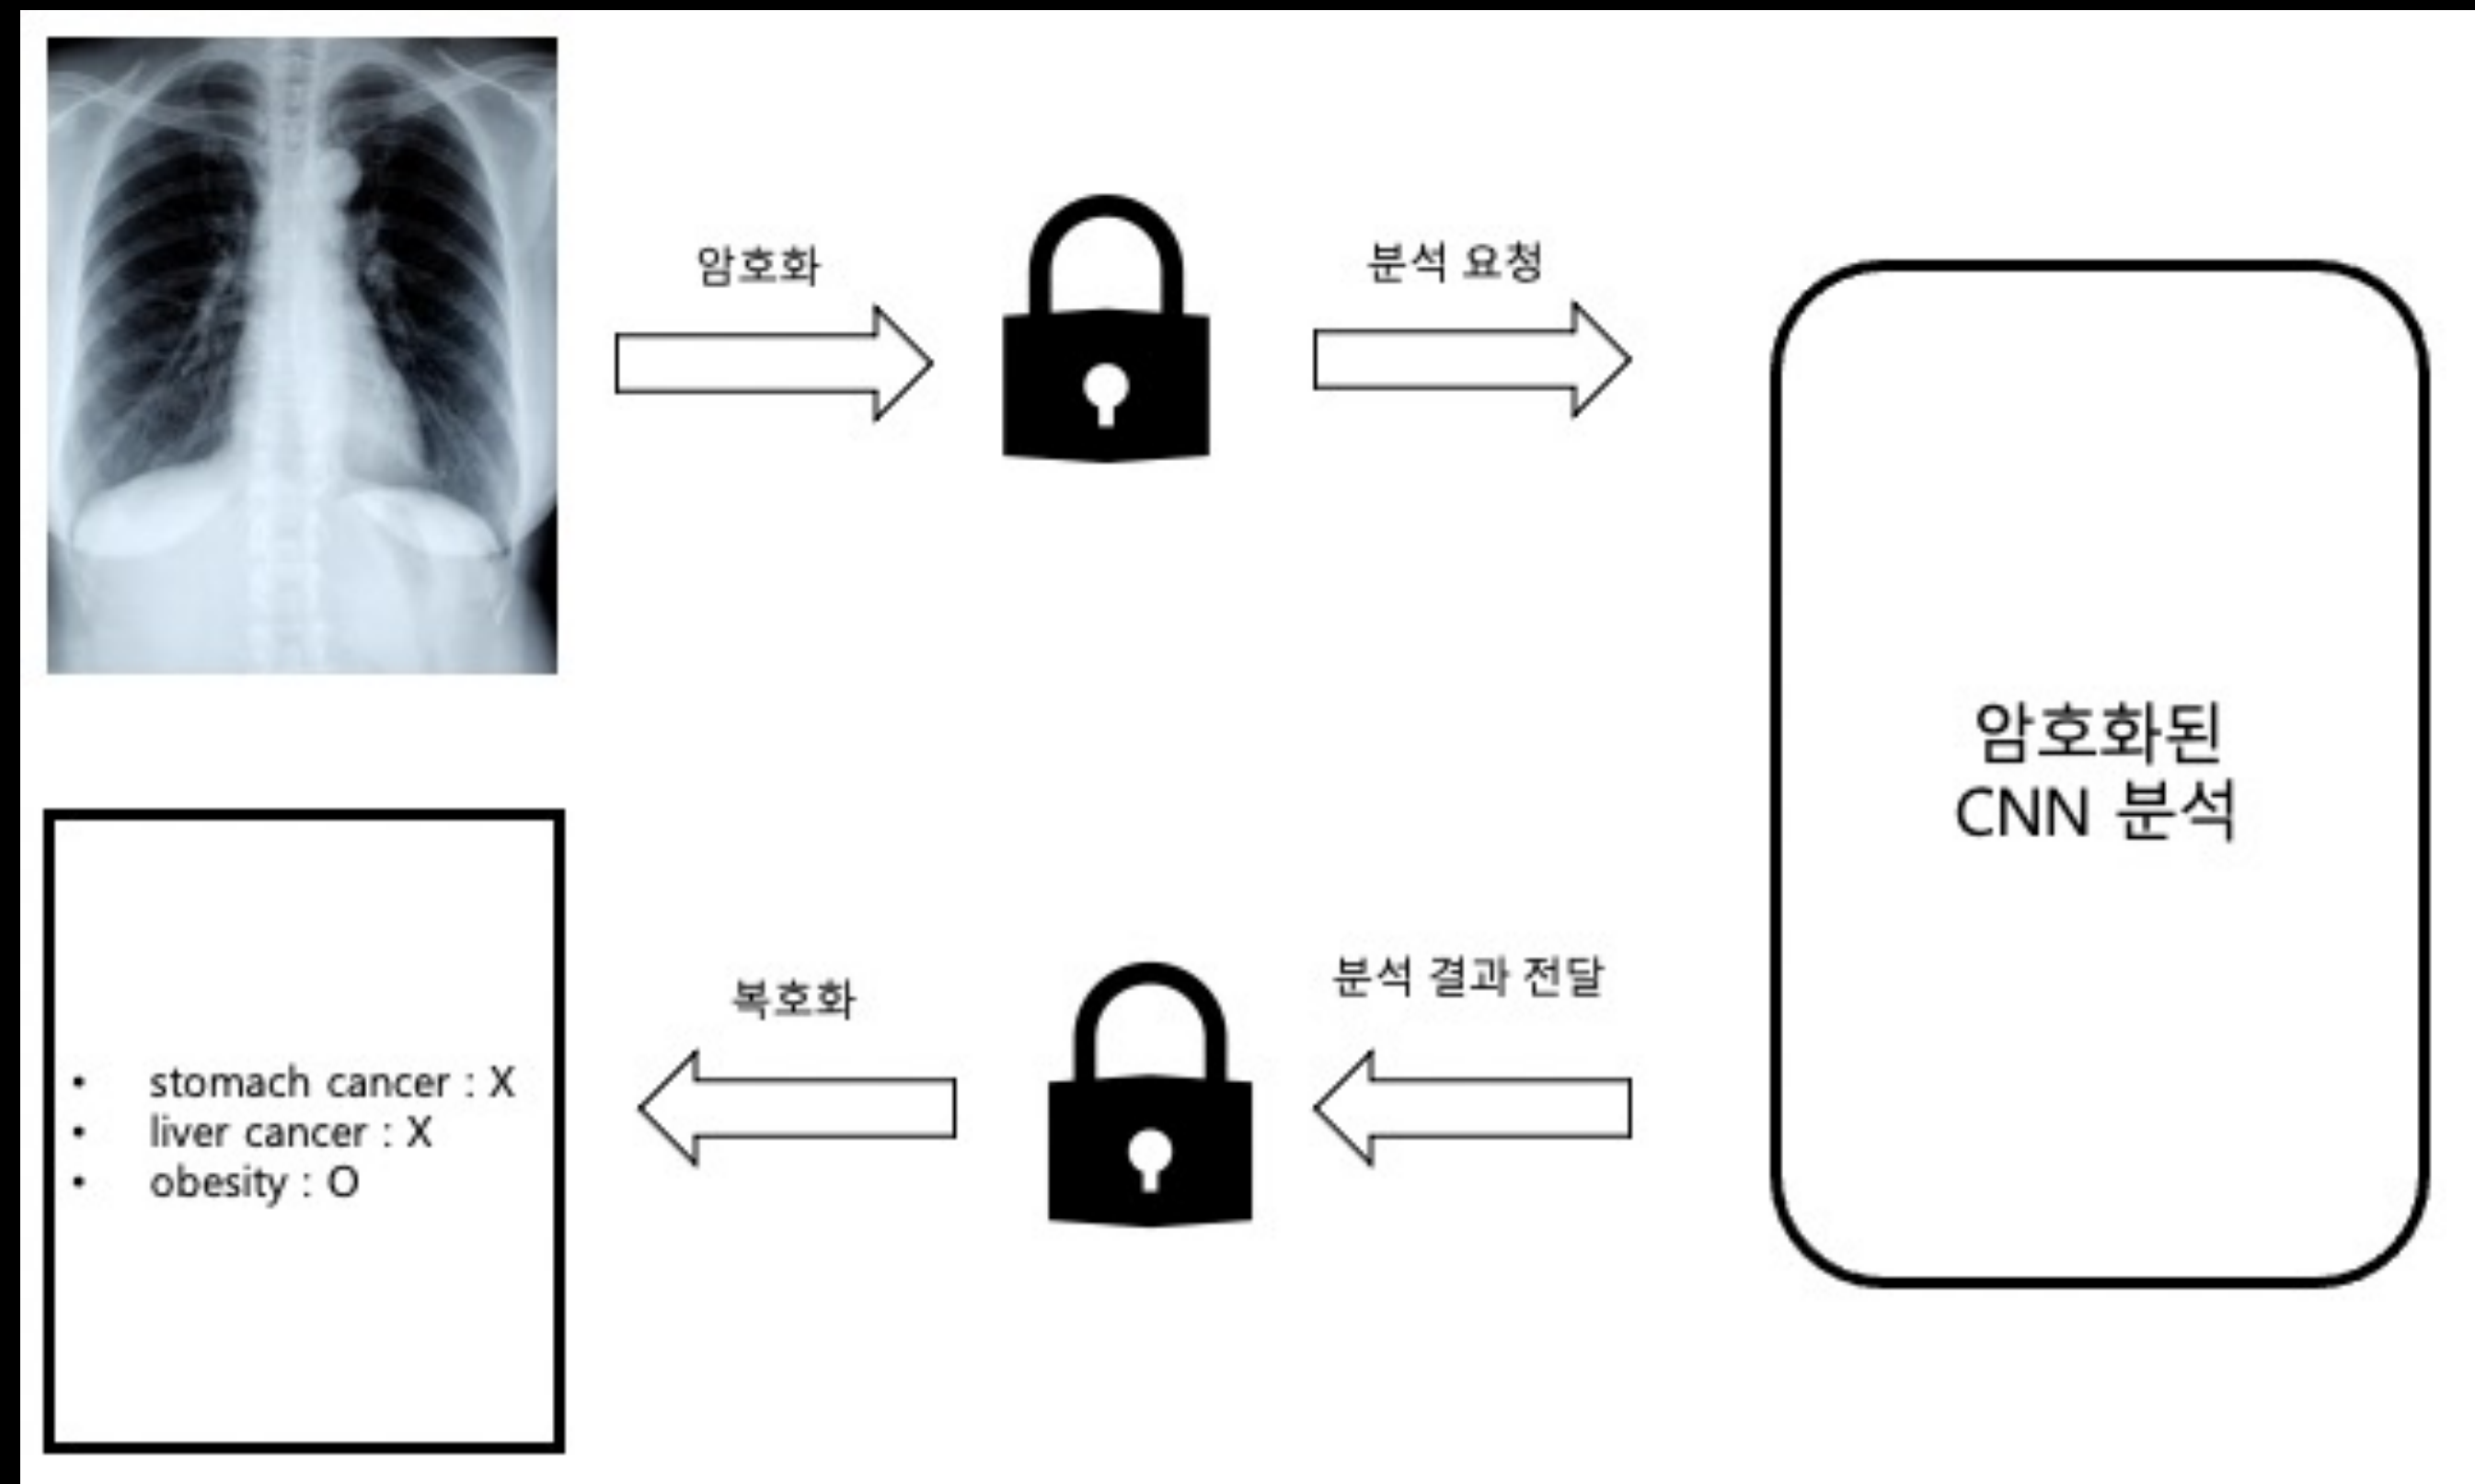 암호화
분석 요청
암호화된
CNN 분석
분석 결과 전달
복호화
• stomach cancer : X
• liver cancer : X
• obesity : O